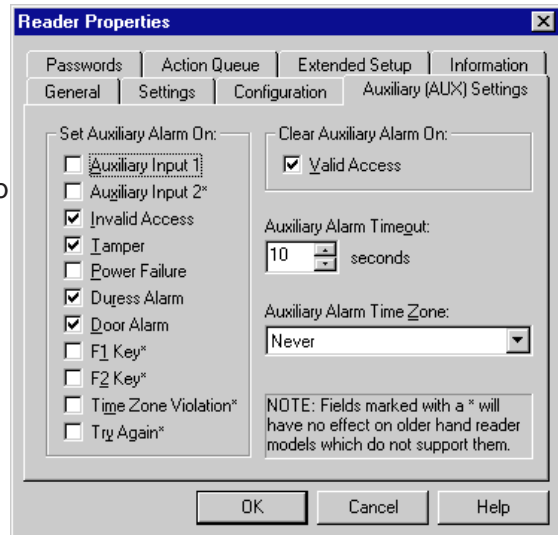 Reader Properties
Passwords
Action Queue
Extended Setup
Information
General
Settings
Configuration
Auxiliary (AUX) Settings
Set Auxiliary Alarm On:
Auxiliary Input 1
Auxiliary Input 2*
Invalid Access
Tamper
Power Failure
Duress Alarm
Door Alarm
F1 Key*
F2 Key*
Time Zone Violation*
Try Again*
Clear Auxiliary Alarm On:
Valid Access
Auxiliary Alarm Timeout:
10 seconds
Auxiliary Alarm Time Zone:
Never
NOTE: Fields marked with a * will
have no effect on older hand reader
models which do not support them.
OK
Cancel
Help